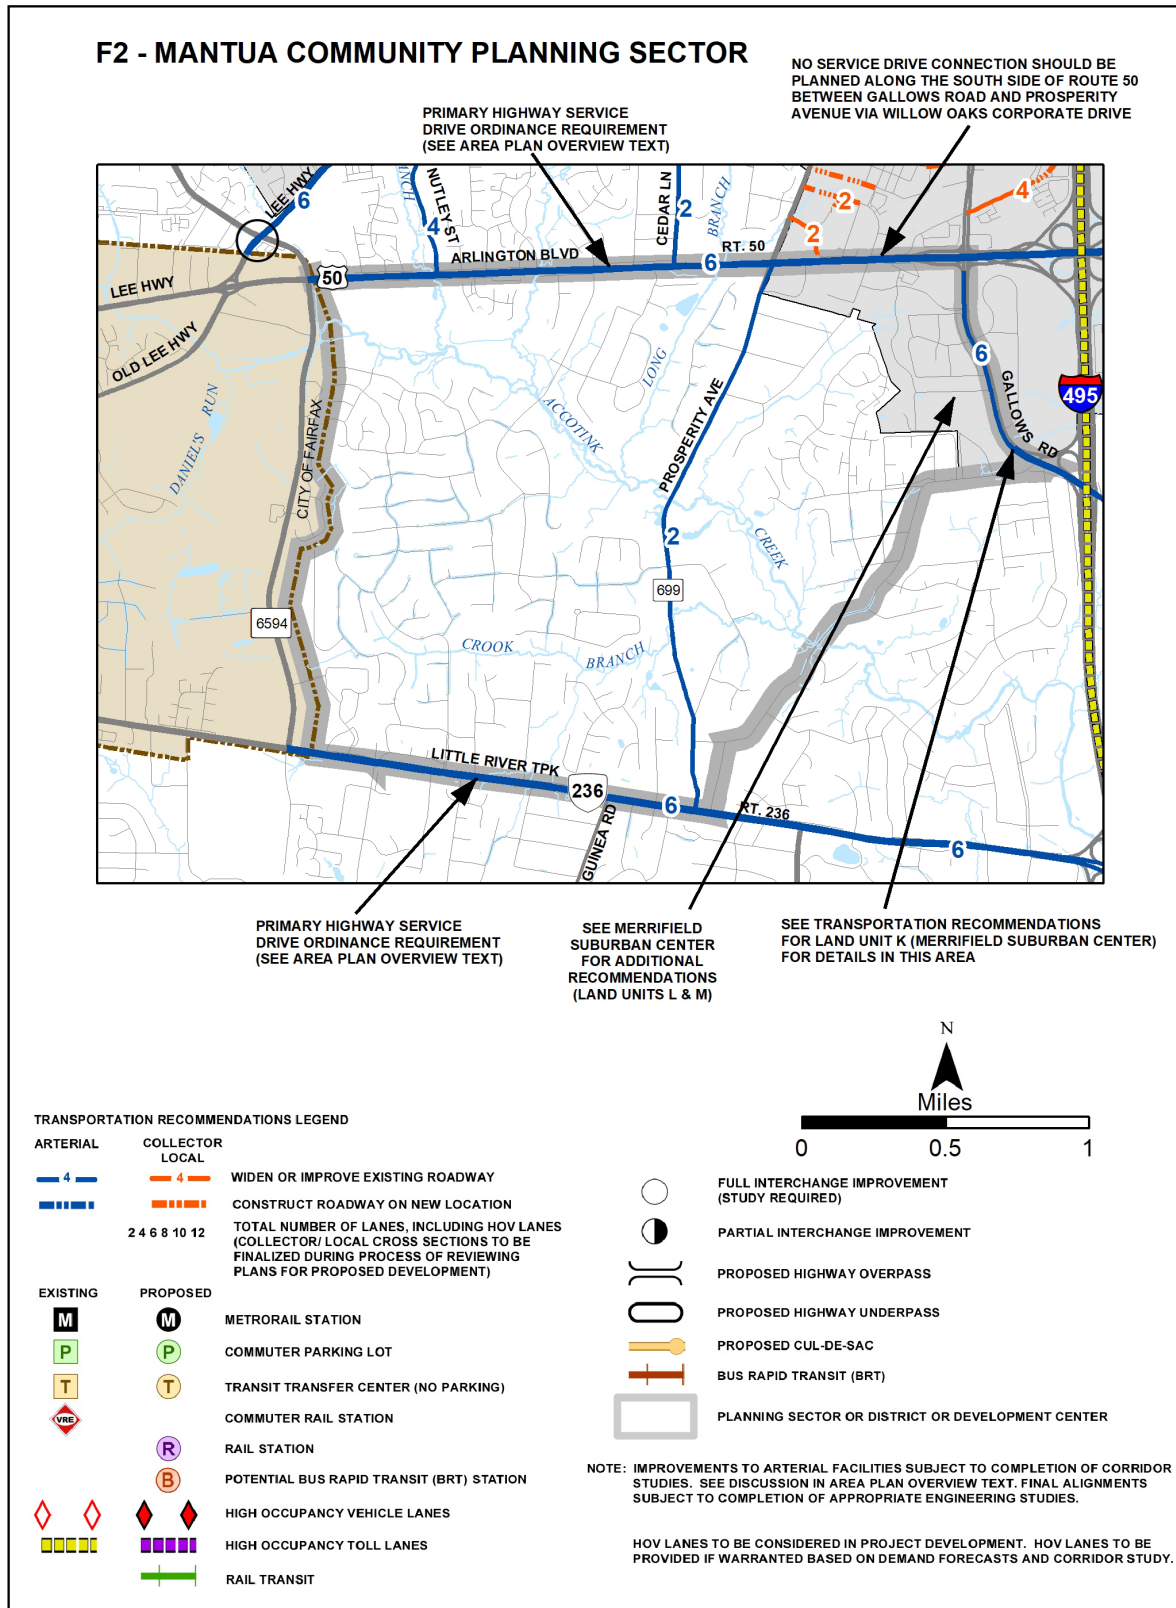 F2 - MANTUA COMMUNITY PLANNING SECTOR
NO SERVICE DRIVE CONNECTION SHOULD BE
PLANNED ALONG THE SOUTH SIDE OF ROUTE 50
BETWEEN GALLOWS ROAD AND PROSPERITY
AVENUE VIA WILLOW OAKS CORPORATE DRIVE
PRIMARY HIGHWAY SERVICE
DRIVE ORDINANCE REQUIREMENT
(SEE AREA PLAN OVERVIEW TEXT)
LEE HWY
6
NUTLEY ST
4
CEDAR LN
2
BRANCH
2
2
4
ARLINGTON BLVD
RT. 50
6
50
LEE HWY
OLD LEE HWY
DANIEL'S RUN
CITY OF FAIRFAX
ACCOTINK
LONG
PROSPERITY AVE
6
GALLOWS RD
495
CREEK
2
699
6594
CROOK
BRANCH
LITTLE RIVER TPK
236
6
RT. 236
6
GUINEA RD
PRIMARY HIGHWAY SERVICE
DRIVE ORDINANCE REQUIREMENT
(SEE AREA PLAN OVERVIEW TEXT)
SEE MERRIFIELD
SUBURBAN CENTER
FOR ADDITIONAL
RECOMMENDATIONS
(LAND UNITS L & M)
SEE TRANSPORTATION RECOMMENDATIONS
FOR LAND UNIT K (MERRIFIELD SUBURBAN CENTER)
FOR DETAILS IN THIS AREA
N
Miles
0 0.5 1
TRANSPORTATION RECOMMENDATIONS LEGEND
ARTERIAL
COLLECTOR
LOCAL
4 4 WIDEN OR IMPROVE EXISTING ROADWAY
CONSTRUCT ROADWAY ON NEW LOCATION
2 4 6 8 10 12 TOTAL NUMBER OF LANES, INCLUDING HOV LANES
(COLLECTOR/ LOCAL CROSS SECTIONS TO BE
FINALIZED DURING PROCESS OF REVIEWING
PLANS FOR PROPOSED DEVELOPMENT)
EXISTING PROPOSED
M M METRORAIL STATION
P P COMMUTER PARKING LOT
T T TRANSIT TRANSFER CENTER (NO PARKING)
VRE COMMUTER RAIL STATION
R RAIL STATION
B POTENTIAL BUS RAPID TRANSIT (BRT) STATION
HIGH OCCUPANCY VEHICLE LANES
HIGH OCCUPANCY TOLL LANES
RAIL TRANSIT
FULL INTERCHANGE IMPROVEMENT
(STUDY REQUIRED)
PARTIAL INTERCHANGE IMPROVEMENT
PROPOSED HIGHWAY OVERPASS
PROPOSED HIGHWAY UNDERPASS
PROPOSED CUL-DE-SAC
BUS RAPID TRANSIT (BRT)
PLANNING SECTOR OR DISTRICT OR DEVELOPMENT CENTER
NOTE: IMPROVEMENTS TO ARTERIAL FACILITIES SUBJECT TO COMPLETION OF CORRIDOR
STUDIES. SEE DISCUSSION IN AREA PLAN OVERVIEW TEXT. FINAL ALIGNMENTS
SUBJECT TO COMPLETION OF APPROPRIATE ENGINEERING STUDIES.
HOV LANES TO BE CONSIDERED IN PROJECT DEVELOPMENT. HOV LANES TO BE
PROVIDED IF WARRANTED BASED ON DEMAND FORECASTS AND CORRIDOR STUDY.